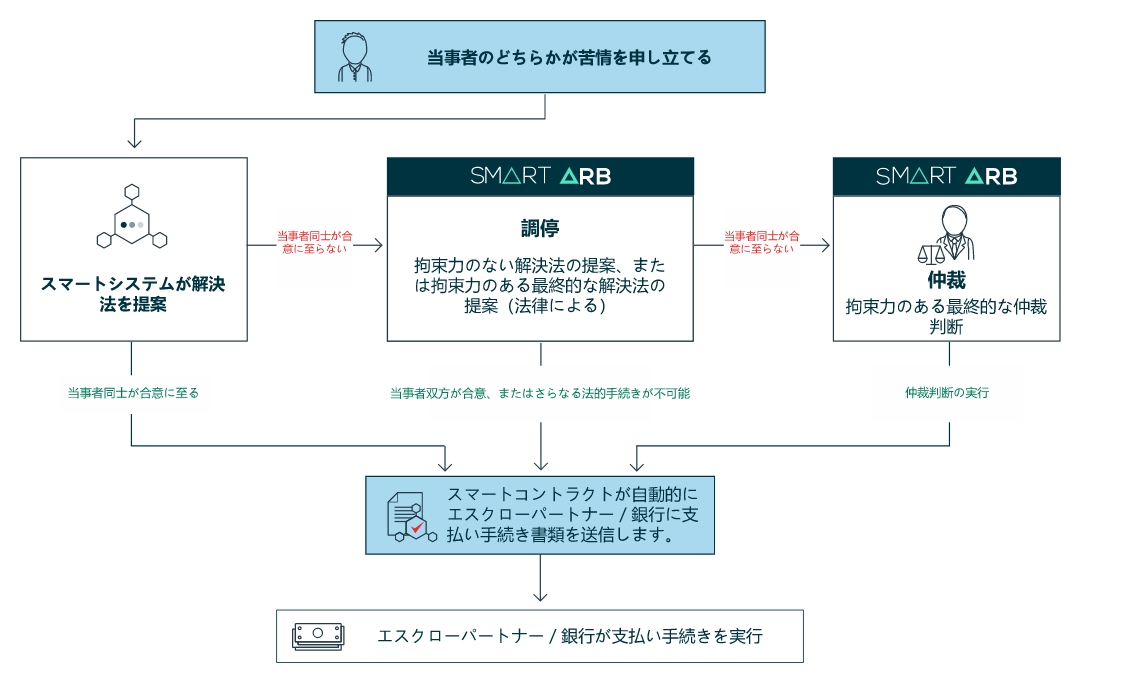 当事者のどちらかが苦情を申し立てる
SMART ARB
SMART ARB
スマートシステムが解決
法を提案
当事者同士が合
意に至らない
調停
拘束力のない解決法の提案、また
は拘束力のある最終的な解決法の
提案（法律による）
当事者同士が合
意に至らない
仲裁
拘束力のある最終的な仲裁
判断
当事者同士が合意に至る
当事者双方が合意、またはさらなる法的手続きが不可能
仲裁判断の実行
スマートコントラクトが自動的に
エスクローパートナー / 銀行に支
払い手続き書類を送信します。
エスクローパートナー / 銀行が支払い手続きを実行